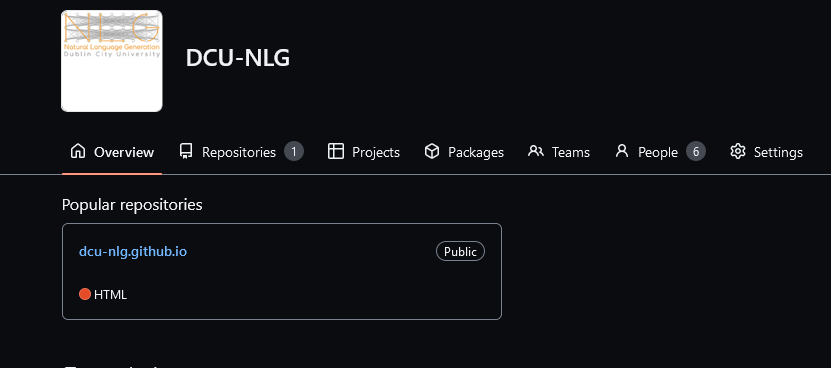 NLG
Natural Language Generation
Dublin City University
DCU-NLG
Overview Repositories 1 Projects Packages Teams People 6 Settings
Popular repositories
dcu-nlg.github.io Public
HTML